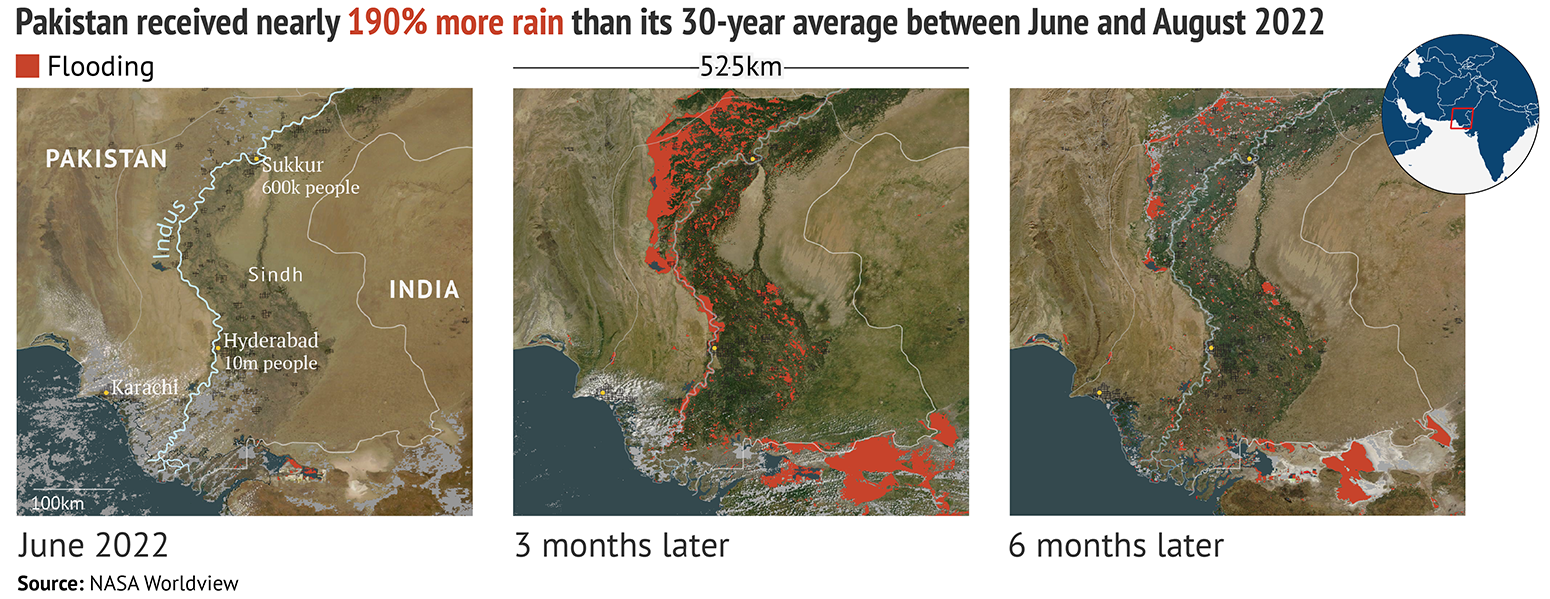 Pakistan received nearly 190% more rain than its 30-year average between June and August 2022
Flooding
525km
PAKISTAN
Sukkur
600k people
Indus
Sindh
INDIA
Hyderabad
10m people
Karachi
100km
June 2022
3 months later
6 months later
Source: NASA Worldview